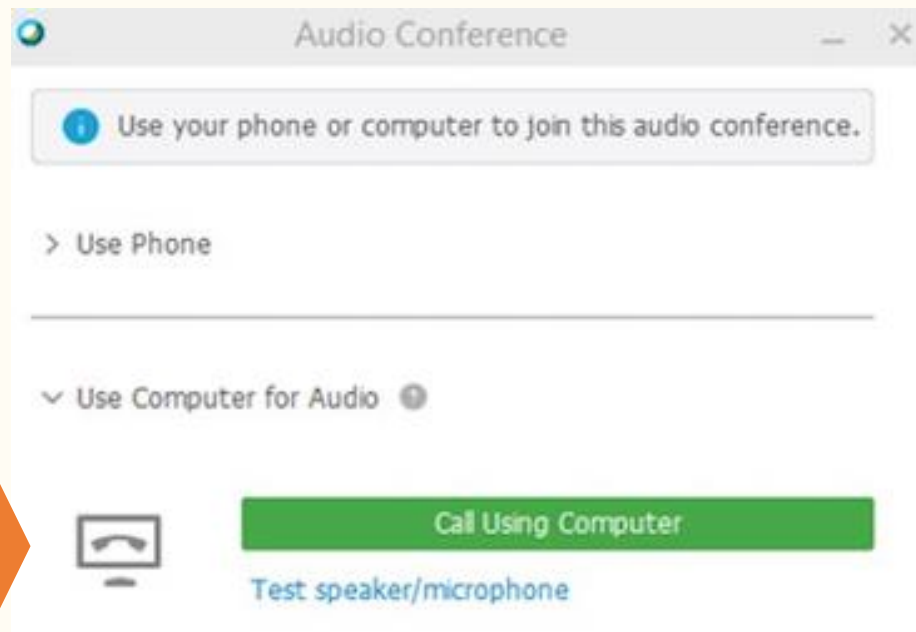 Audio Conference
Use your phone or computer to join this audio conference.
Use Phone
Use Computer for Audio
Call Using Computer
Test speaker/microphone